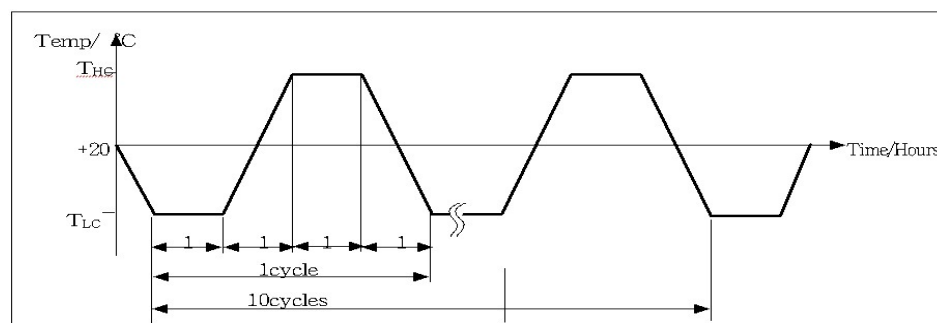 Temp/ ℃
THC
+20
Time/Hours
TLC
1 1 1 1
1cycle
10cycles